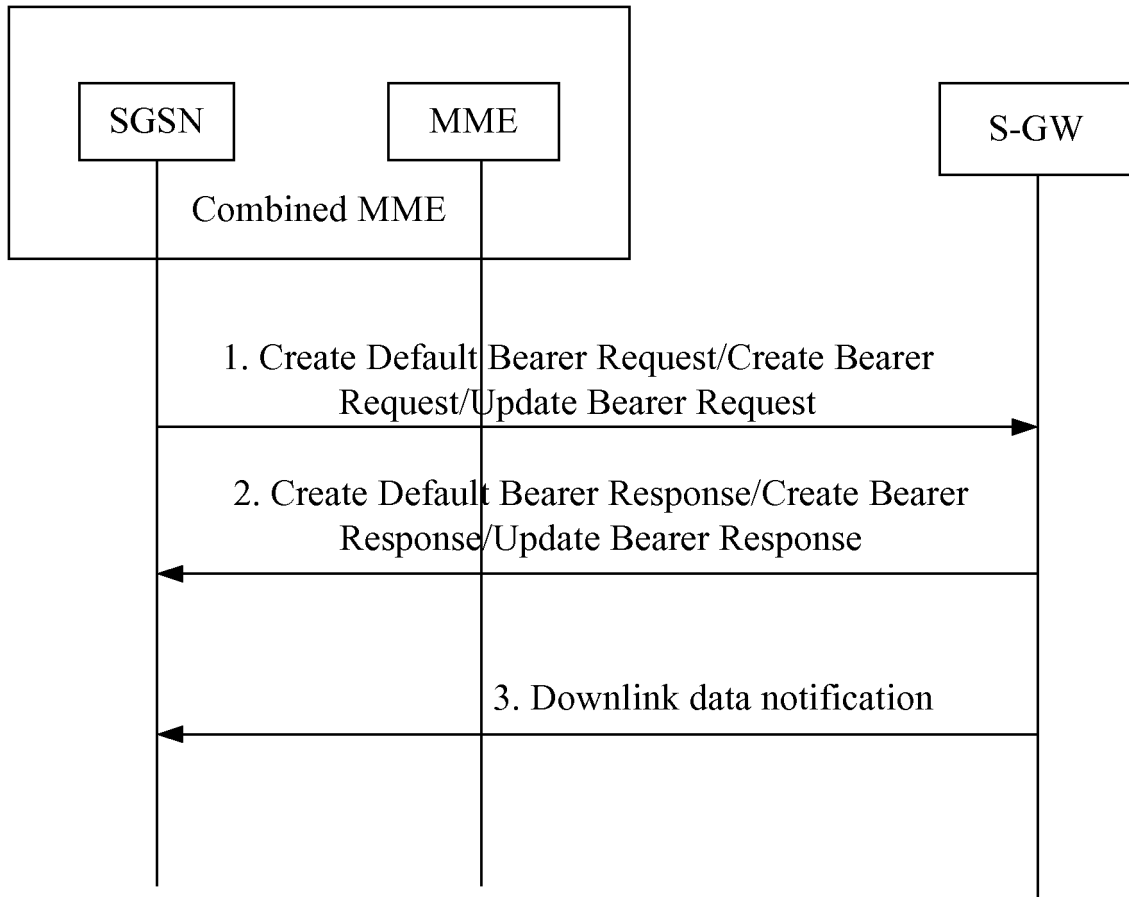 SGSN
MME
S-GW
Combined MME
1. Create Default Bearer Request/Create Bearer
Request/Update Bearer Request
2. Create Default Bearer Response/Create Bearer
Response/Update Bearer Response
3. Downlink data notification